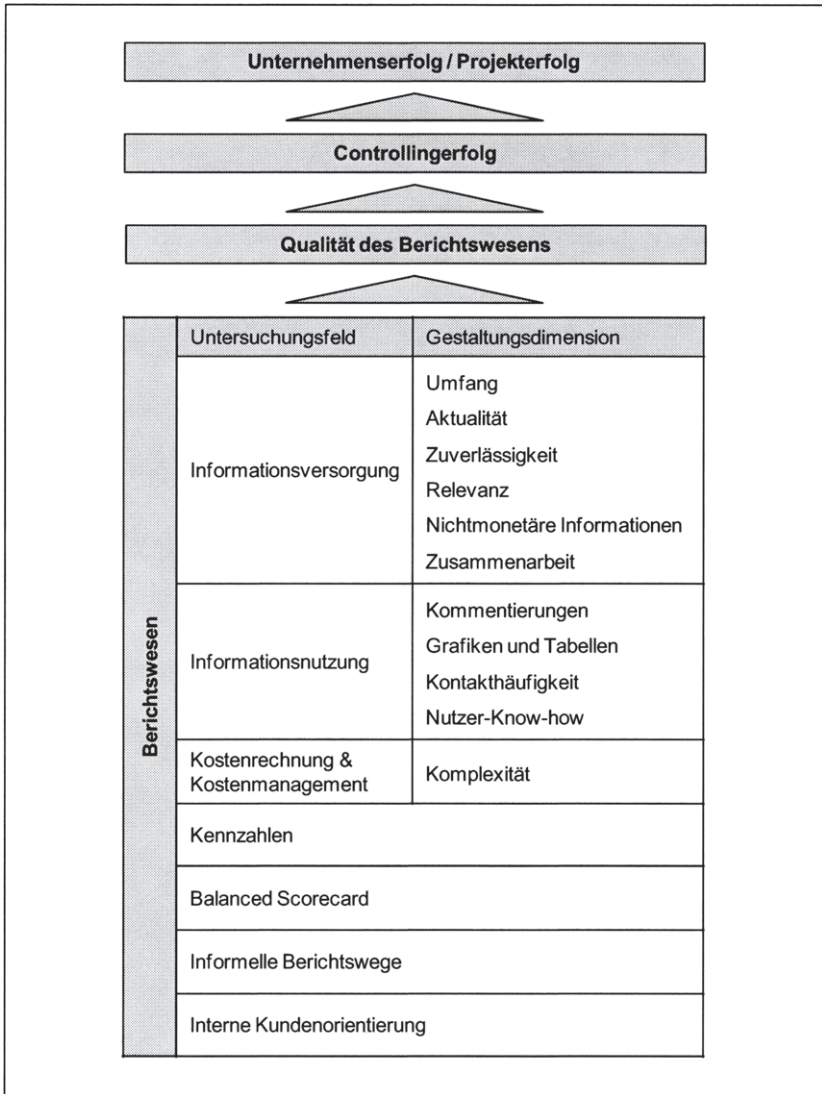 Unternehmenserfolg / Projekterfolg
Controllingerfolg
Qualität des Berichtswesens
Berichtswesen
Untersuchungsfeld
Gestaltungsdimension
Informationsversorgung
Umfang
Aktualität
Zuverlässigkeit
Relevanz
Nichtmonetäre Informationen
Zusammenarbeit
Informationsnutzung
Kommentierungen
Grafiken und Tabellen
Kontakthäufigkeit
Nutzer-Know-how
Kostenrechnung &
Kostenmanagement
Komplexität
Kennzahlen
Balanced Scorecard
Informelle Berichtswege
Interne Kundenorientierung